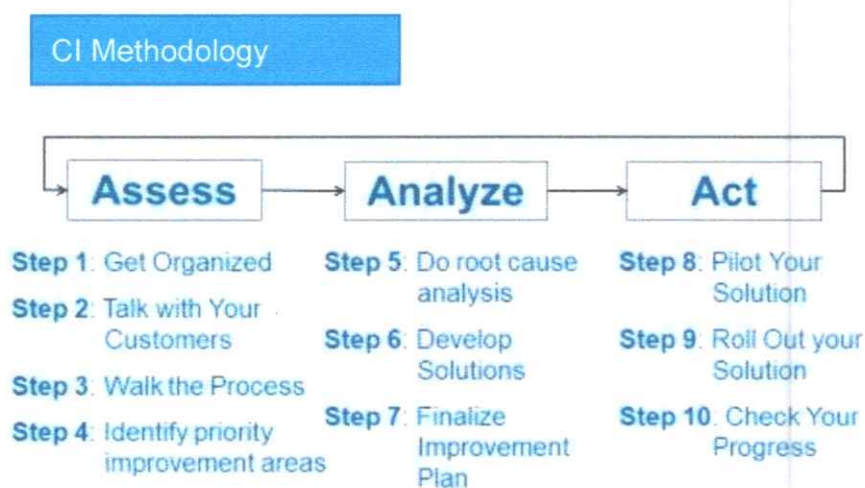 CI Methodology
Assess
Analyze
Act
Step 1: Get Organized
Step 2: Talk with Your
Customers
Step 3: Walk the Process
Step 4: Identify priority
improvement areas
Step 5: Do root cause
analysis
Step 6: Develop
Solutions
Step 7: Finalize
Improvement
Plan
Step 8: Pilot Your
Solution
Step 9: Roll Out your
Solution
Step 10: Check Your
Progress